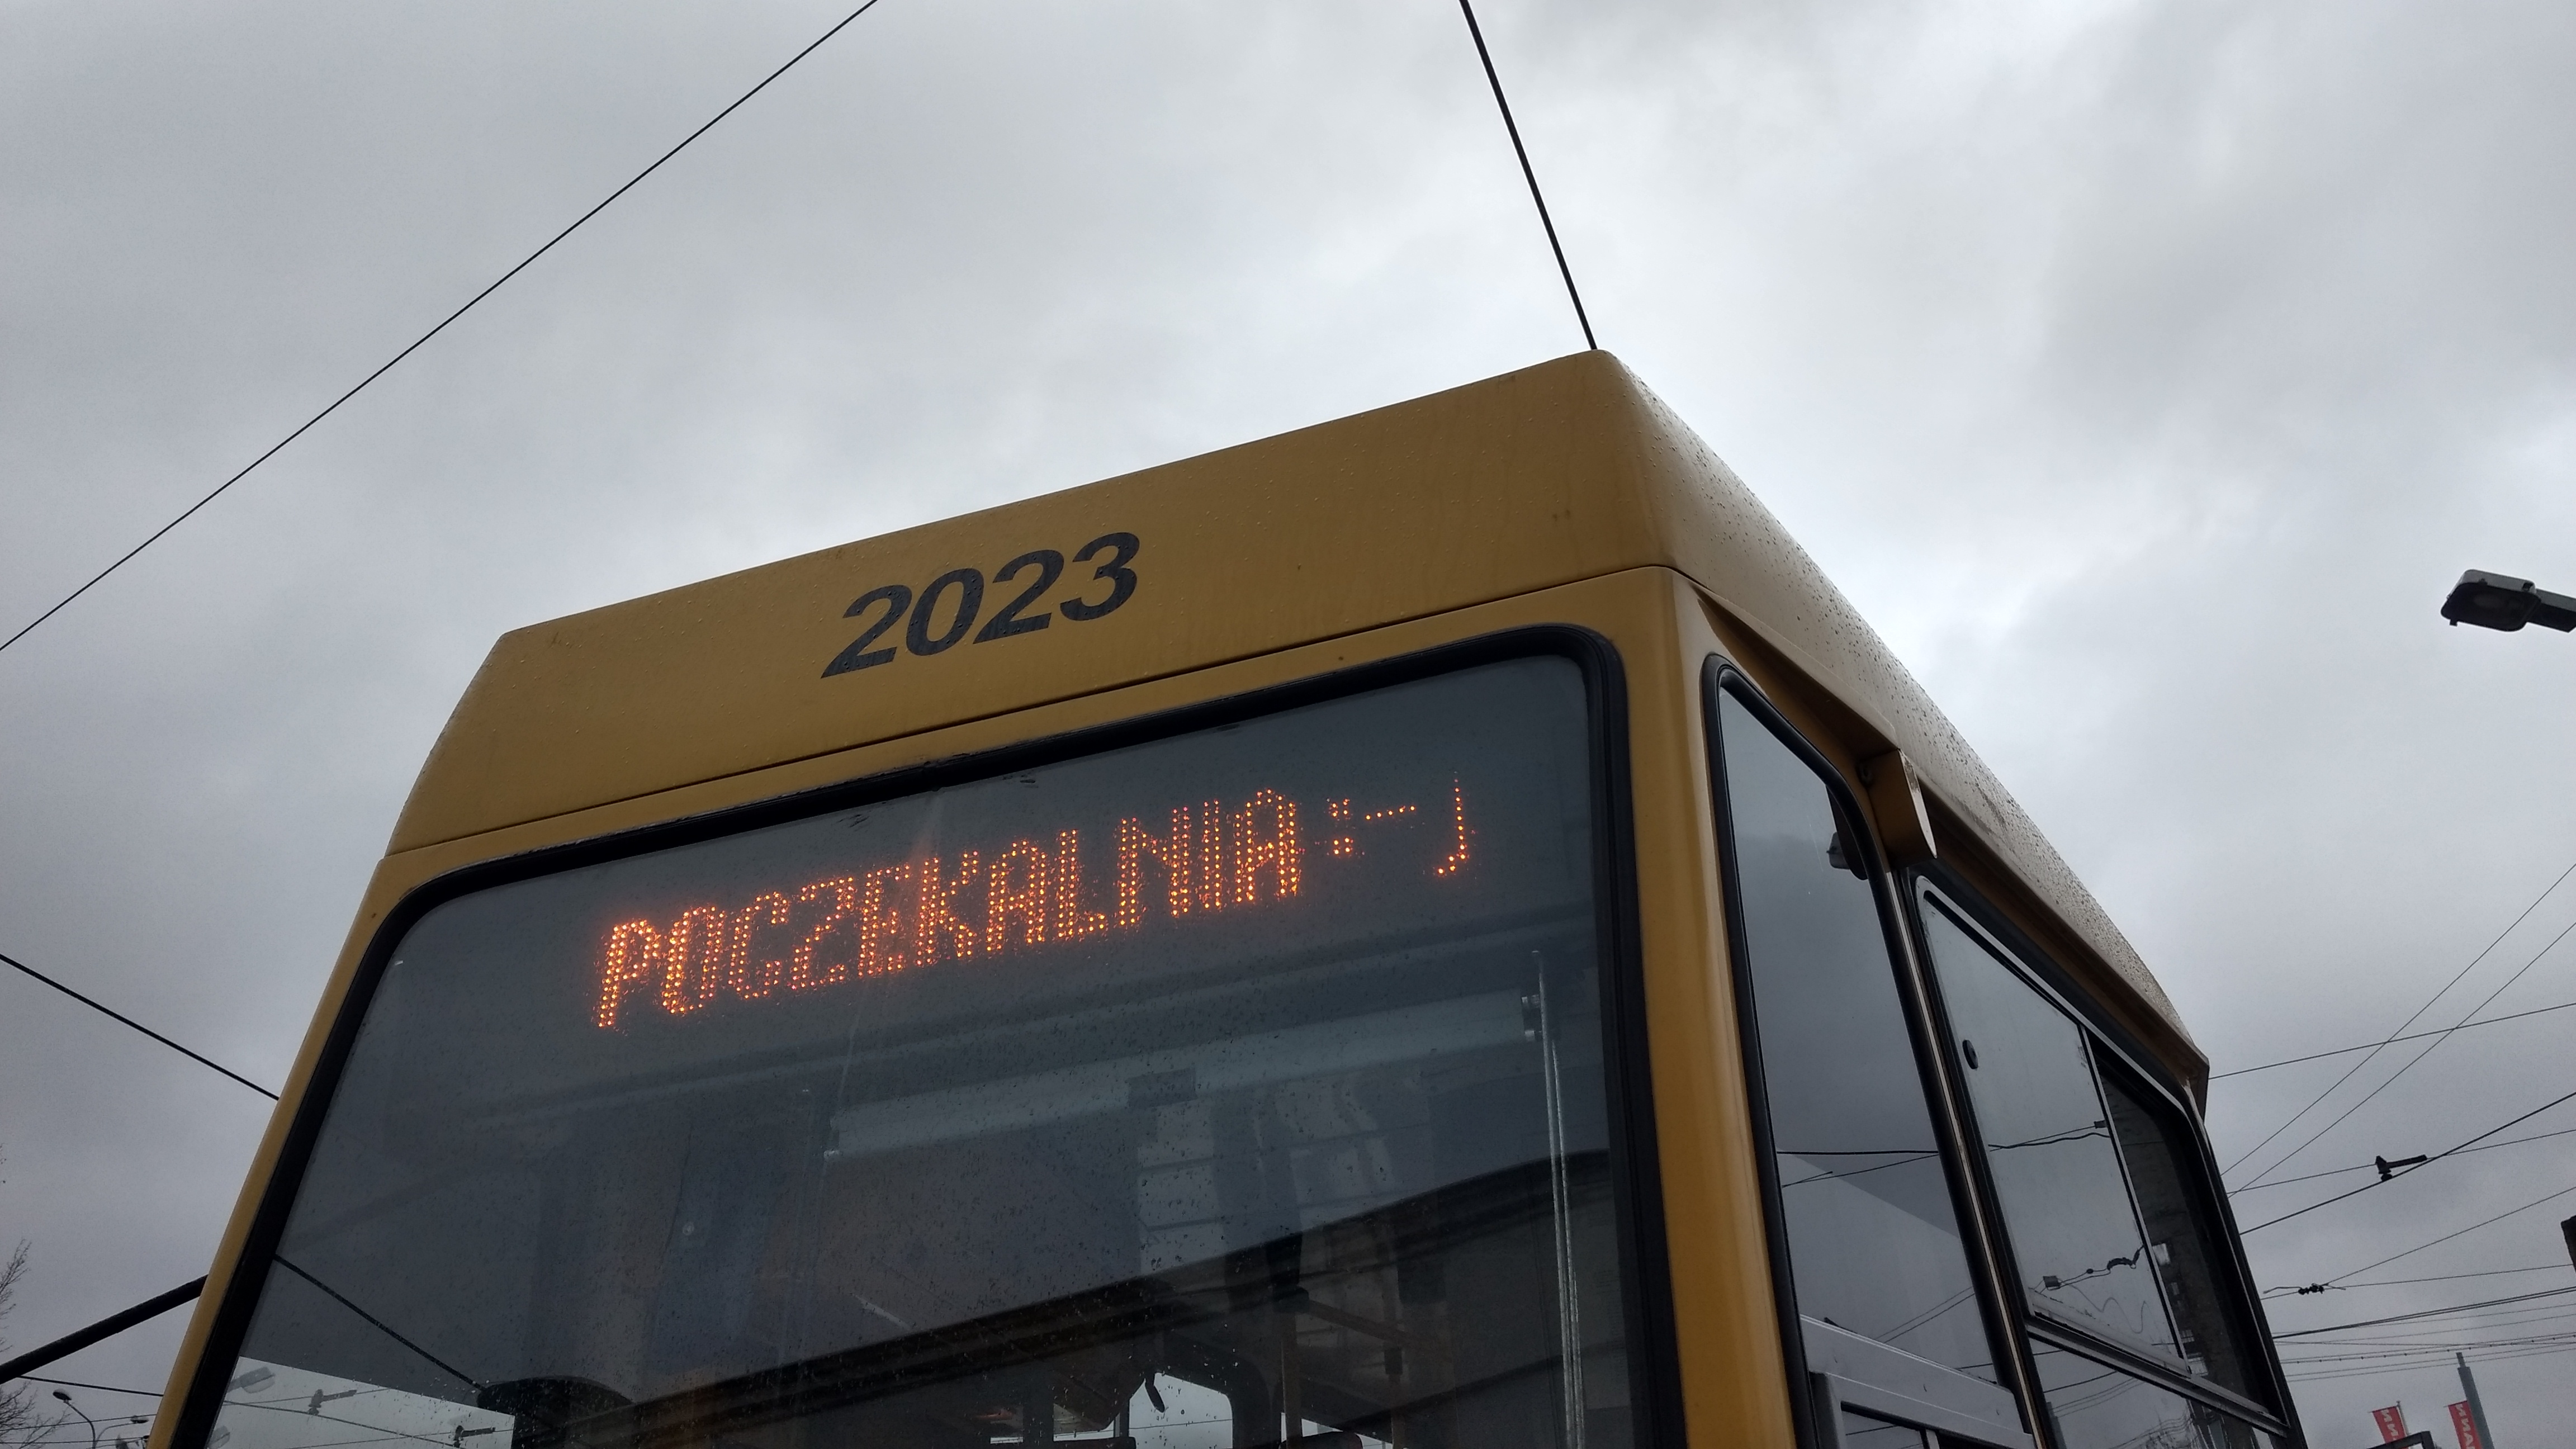 2023
POCZEKALNIA :-)